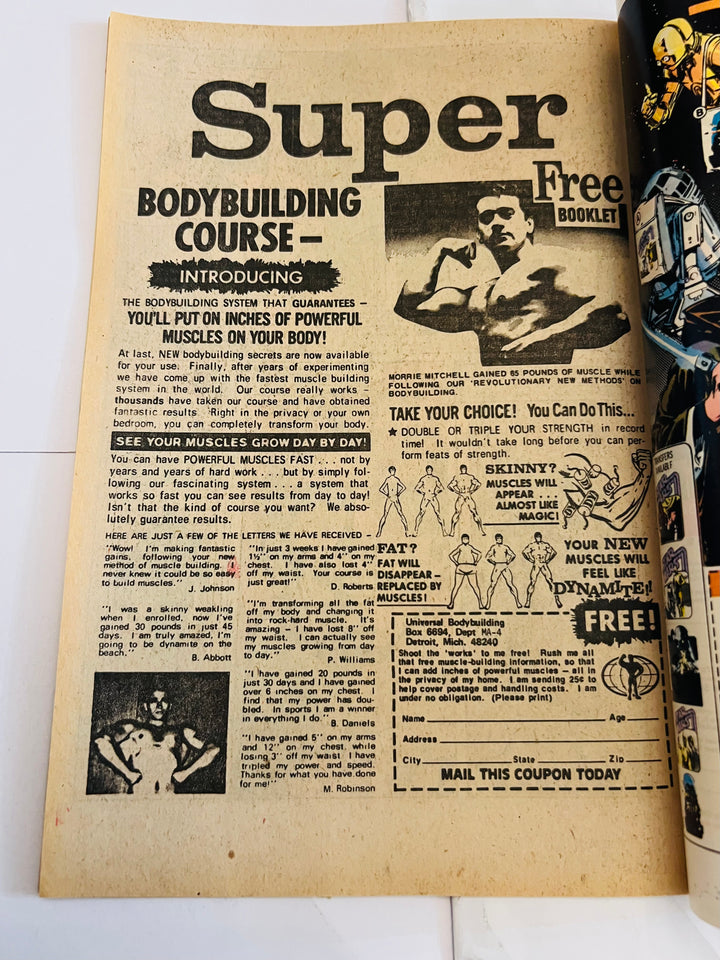 Super
BODYBUILDING
COURSE —
INTRODUCING
THE BODYBUILDING SYSTEM THAT GUARANTEES —
YOU'LL PUT ON INCHES OF POWERFUL
MUSCLES ON YOUR BODY!
At last, NEW bodybuilding secrets are now available
for your use. Finally, after years of experimenting
we have come up with the fastest muscle building
system in the world. Our course really works -
thousands have taken our course and have obtained
fantastic results. Right in the privacy or your own
bedroom, you can completely transform your body.
SEE YOUR MUSCLES GROW DAY BY DAY!
You can have POWERFUL MUSCLES FAST . . . not by
years and years of hard work . . . but by simply fol-
lowing our fascinating system . . . a system that
works so fast you can see results from day to day!
Isn't that the kind of course you want? We abso-
lutely guarantee results.
HERE ARE JUST A FEW OF THE LETTERS WE HAVE RECEIVED -
"Wow! I'm making fantastic
gains, following your new
method of muscle building. I
never knew it could be so easy
to build muscles."
J. Johnson
"I was a skinny weakling
when I enrolled, now I've
gained 30 pounds in just 45
days. I am truly amazed, I'm
going to be dynamite on the
beach."
B. Abbott
"In just 3 weeks I have gained
1½" on my arms and 4" on my
chest. I have also lost 4"
off my waist. Your course is
just great!"
D. Roberts
"I'm transforming all the fat
off my body and changing it
into rock-hard muscle. It's
amazing - I have lost 8" off
my waist. I can actually see
my muscles growing from day
to day."
P. Williams
"I have gained 20 pounds in
just 30 days and I have gained
over 6 inches on my chest. I
find that my power has dou-
bled. In sports I am a winner
in everything I do."
B. Daniels
"I have gained 5" on my arms
and 12" on my chest, while
losing 3" off my waist. I have
tripled my power and speed.
Thanks for what you have done
for me!"
M. Robinson
Free
BOOKLET
MORRIE MITCHELL GAINED 65 POUNDS OF MUSCLE WHILE
FOLLOWING OUR 'REVOLUTIONARY NEW METHODS' ON
BODYBUILDING.
TAKE YOUR CHOICE! You Can Do This...
★ DOUBLE OR TRIPLE YOUR STRENGTH in record
time! It wouldn't take long before you can per-
form feats of strength.
SKINNY?
MUSCLES WILL
APPEAR . . .
ALMOST LIKE
MAGIC!
FAT?
FAT WILL
DISAPPEAR –
REPLACED BY
MUSCLES!
YOUR NEW
MUSCLES WILL
FEEL LIKE
DYNAMITE!!
FREE!
Universal Bodybuilding
Box 6694, Dept MA-4
Detroit, Mich. 48240
Shoot the 'works' to me free! Rush me all
that free muscle-building information, so that
I can add inches of powerful muscles — all in
the privacy of my home. I am sending 25¢ to
help cover postage and handling costs. I am
under no obligation. (Please print)
Name Age
Address
City State Zip
MAIL THIS COUPON TODAY